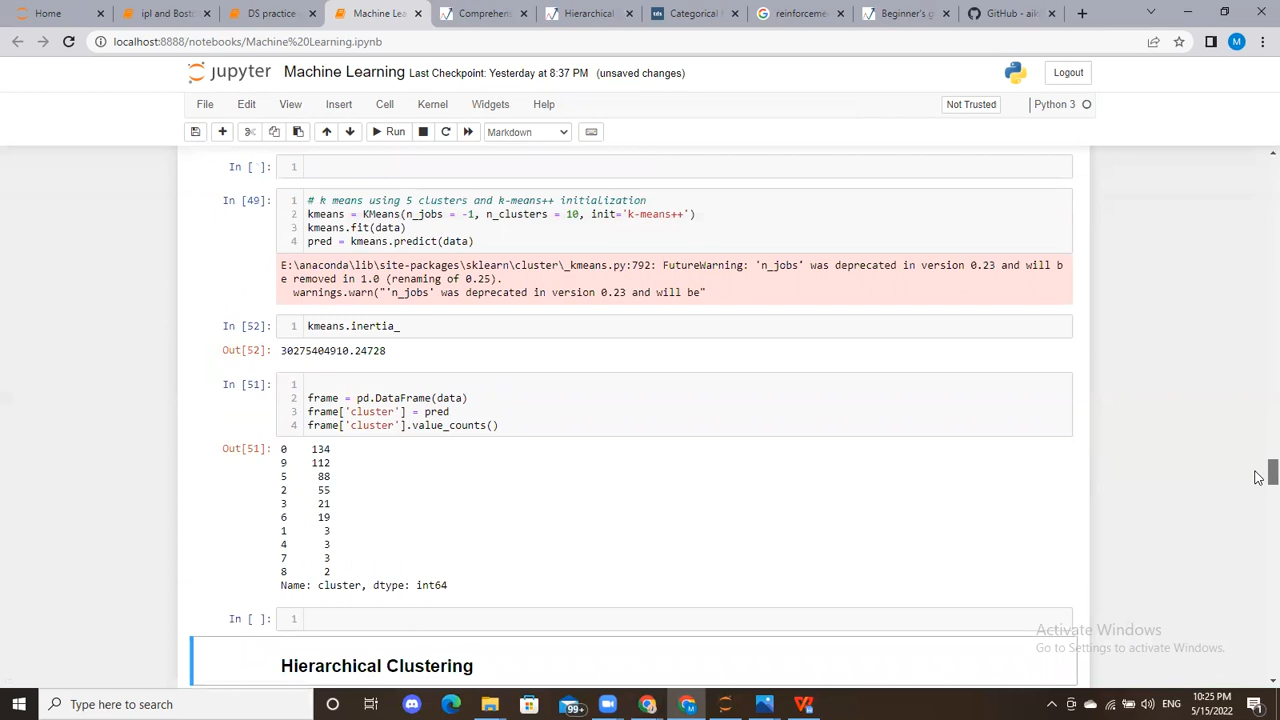 Home
ipl and Bosto
DS practice
Machine Lea
Comprehens
Hierarchical
Categorical
reinforceme
Beginner's g
GitHub - aik
localhost:8888/notebooks/Machine%20Learning.ipynb
M
jupyter Machine Learning Last Checkpoint: Yesterday at 8:37 PM (unsaved changes)
Logout
File Edit View Insert Cell Kernel Widgets Help
Not Trusted
Python 3
Run
Markdown
In [ ]: 1
In [49]: 1 # k means using 5 clusters and k-means++ initialization
2 kmeans = KMeans(n_jobs = -1, n_clusters = 10, init='k-means++')
3 kmeans.fit(data)
4 pred = kmeans.predict(data)
E:\anaconda\lib\site-packages\sklearn\cluster\_kmeans.py:792: FutureWarning: 'n_jobs' was deprecated in version 0.23 and will b
e removed in 1.0 (renaming of 0.25).
warnings.warn("'n_jobs' was deprecated in version 0.23 and will be"
In [52]: 1 kmeans.inertia_
Out[52]: 30275404910.24728
In [51]: 1
2 frame = pd.DataFrame(data)
3 frame['cluster'] = pred
4 frame['cluster'].value_counts()
Out[51]: 0 134
9 112
5 88
2 55
3 21
6 19
1 3
4 3
7 3
8 2
Name: cluster, dtype: int64
In [ ]: 1
Activate Windows
Go to Settings to activate Windows.
Hierarchical Clustering
Type here to search
99+
M
ENG
10:25 PM
5/15/2022
1